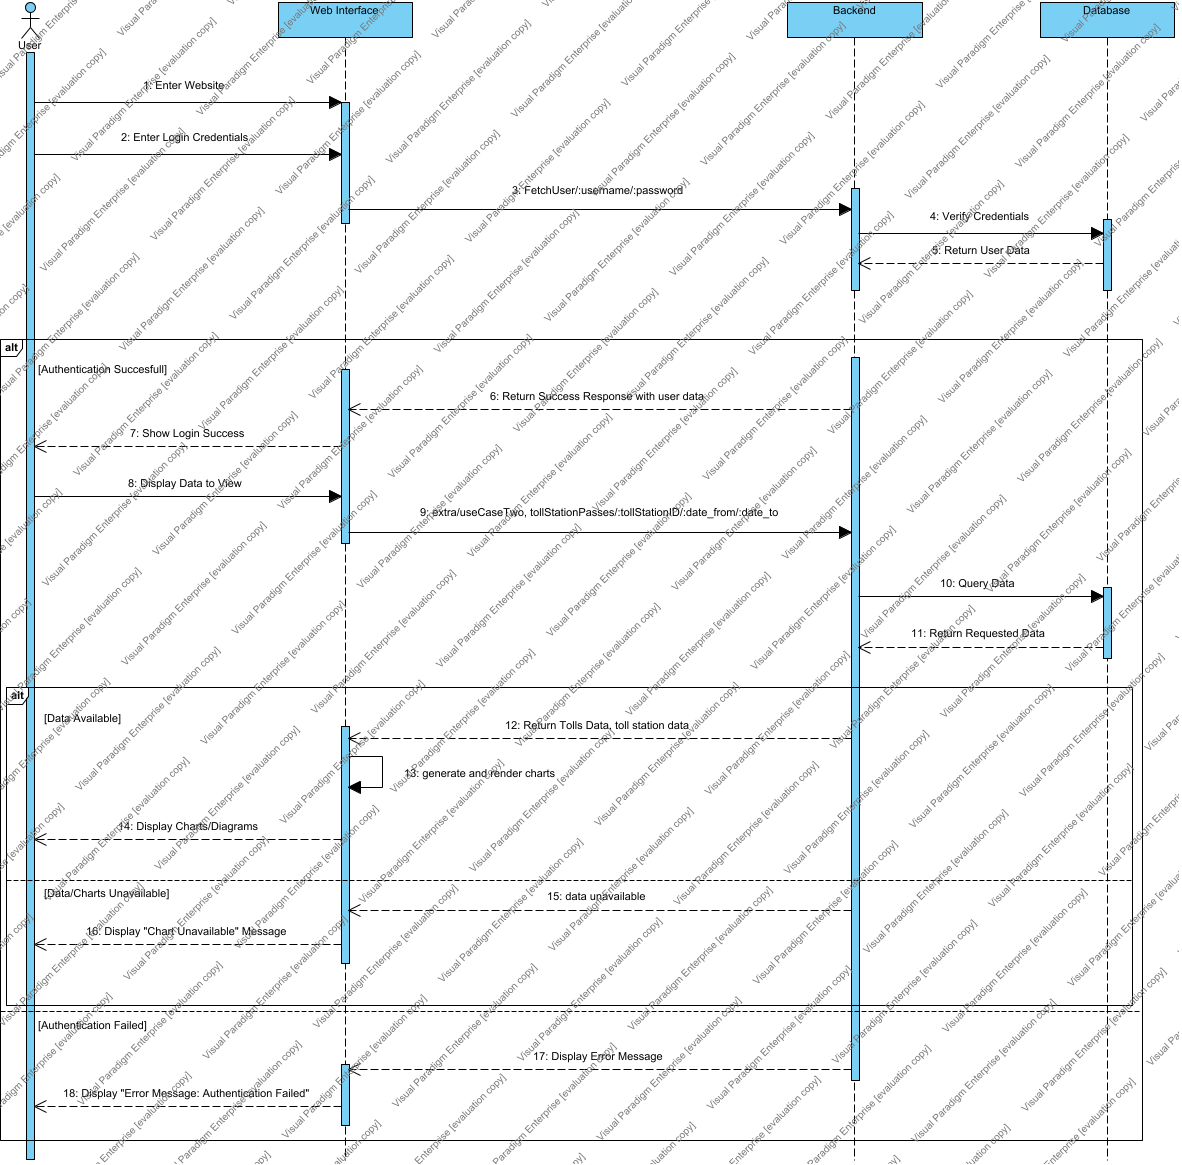 Web Interface
Backend
Database
User
1: Enter Website
2: Enter Login Credentials
3: FetchUser/:username/:password
4: Verify Credentials
5: Return User Data
alt
[Authentication Succesfull]
6: Return Success Response with user data
7: Show Login Success
8: Display Data to View
9: extra/useCaseTwo, tollStationPasses/:tollStationID/:date_from/:date_to
10: Query Data
11: Return Requested Data
alt
[Data Available]
12: Return Tolls Data, toll station data
13: generate and render charts
14: Display Charts/Diagrams
[Data/Charts Unavailable]
15: data unavailable
16: Display "Chart Unavailable" Message
[Authentication Failed]
17: Display Error Message
18: Display "Error Message: Authentication Failed"
Visual Paradigm Enterprise [evaluation copy]